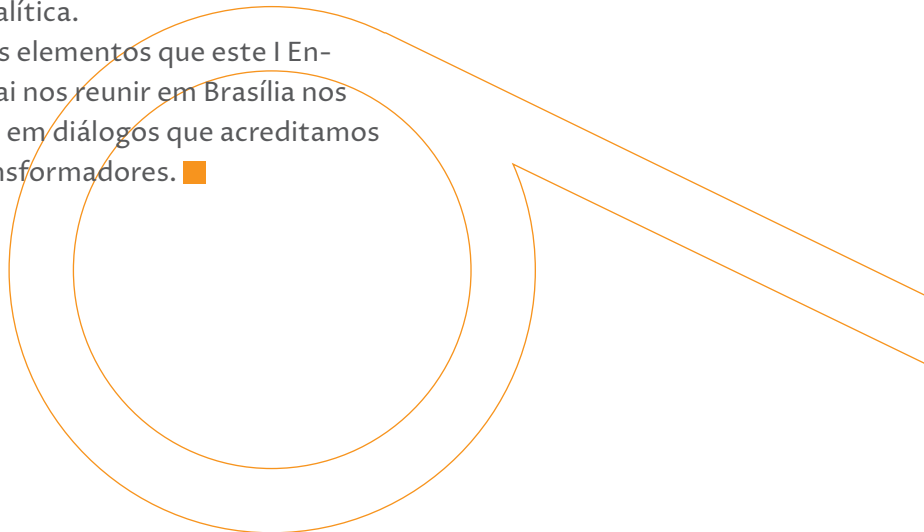 alítica.
s elementos que este I En-
ai nos reunir em Brasília nos
em diálogos que acreditamos
nsformadores.